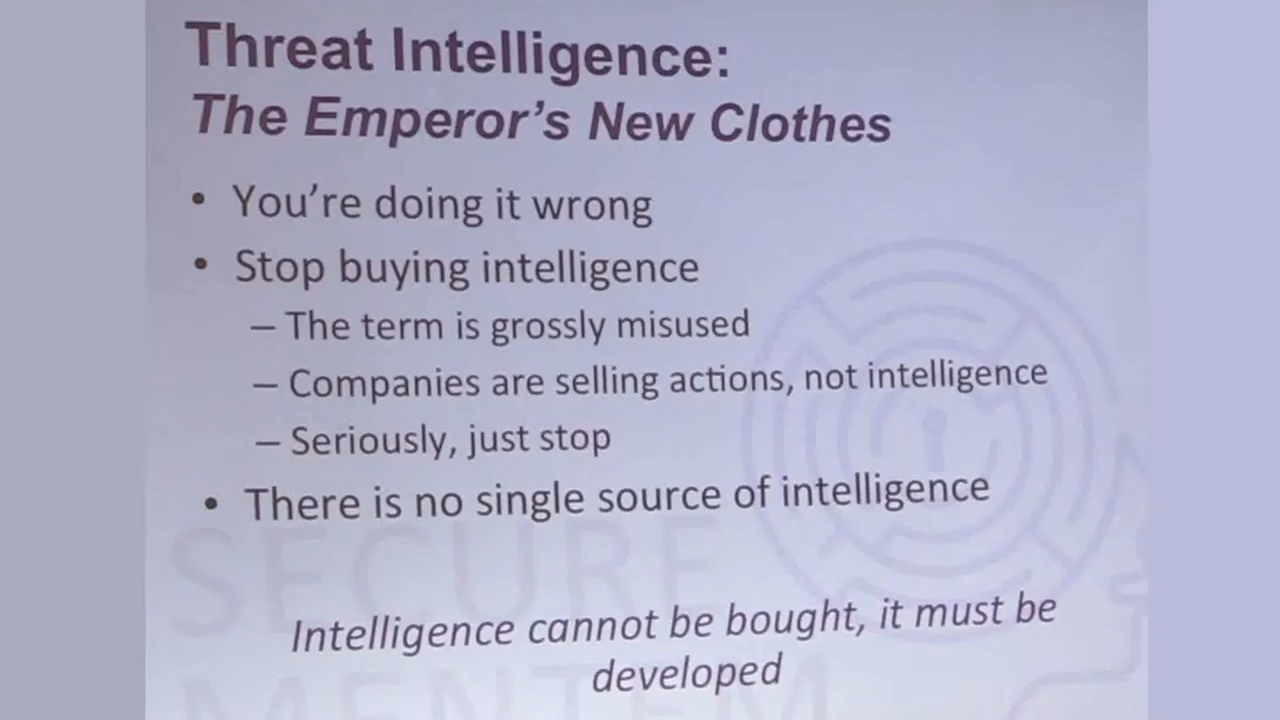 Threat Intelligence:
The Emperor’s New Clothes
• You’re doing it wrong
• Stop buying intelligence
– The term is grossly misused
– Companies are selling actions, not intelligence
– Seriously, just stop
• There is no single source of intelligence
SECURE
Intelligence cannot be bought, it must be
developed
MENTEM